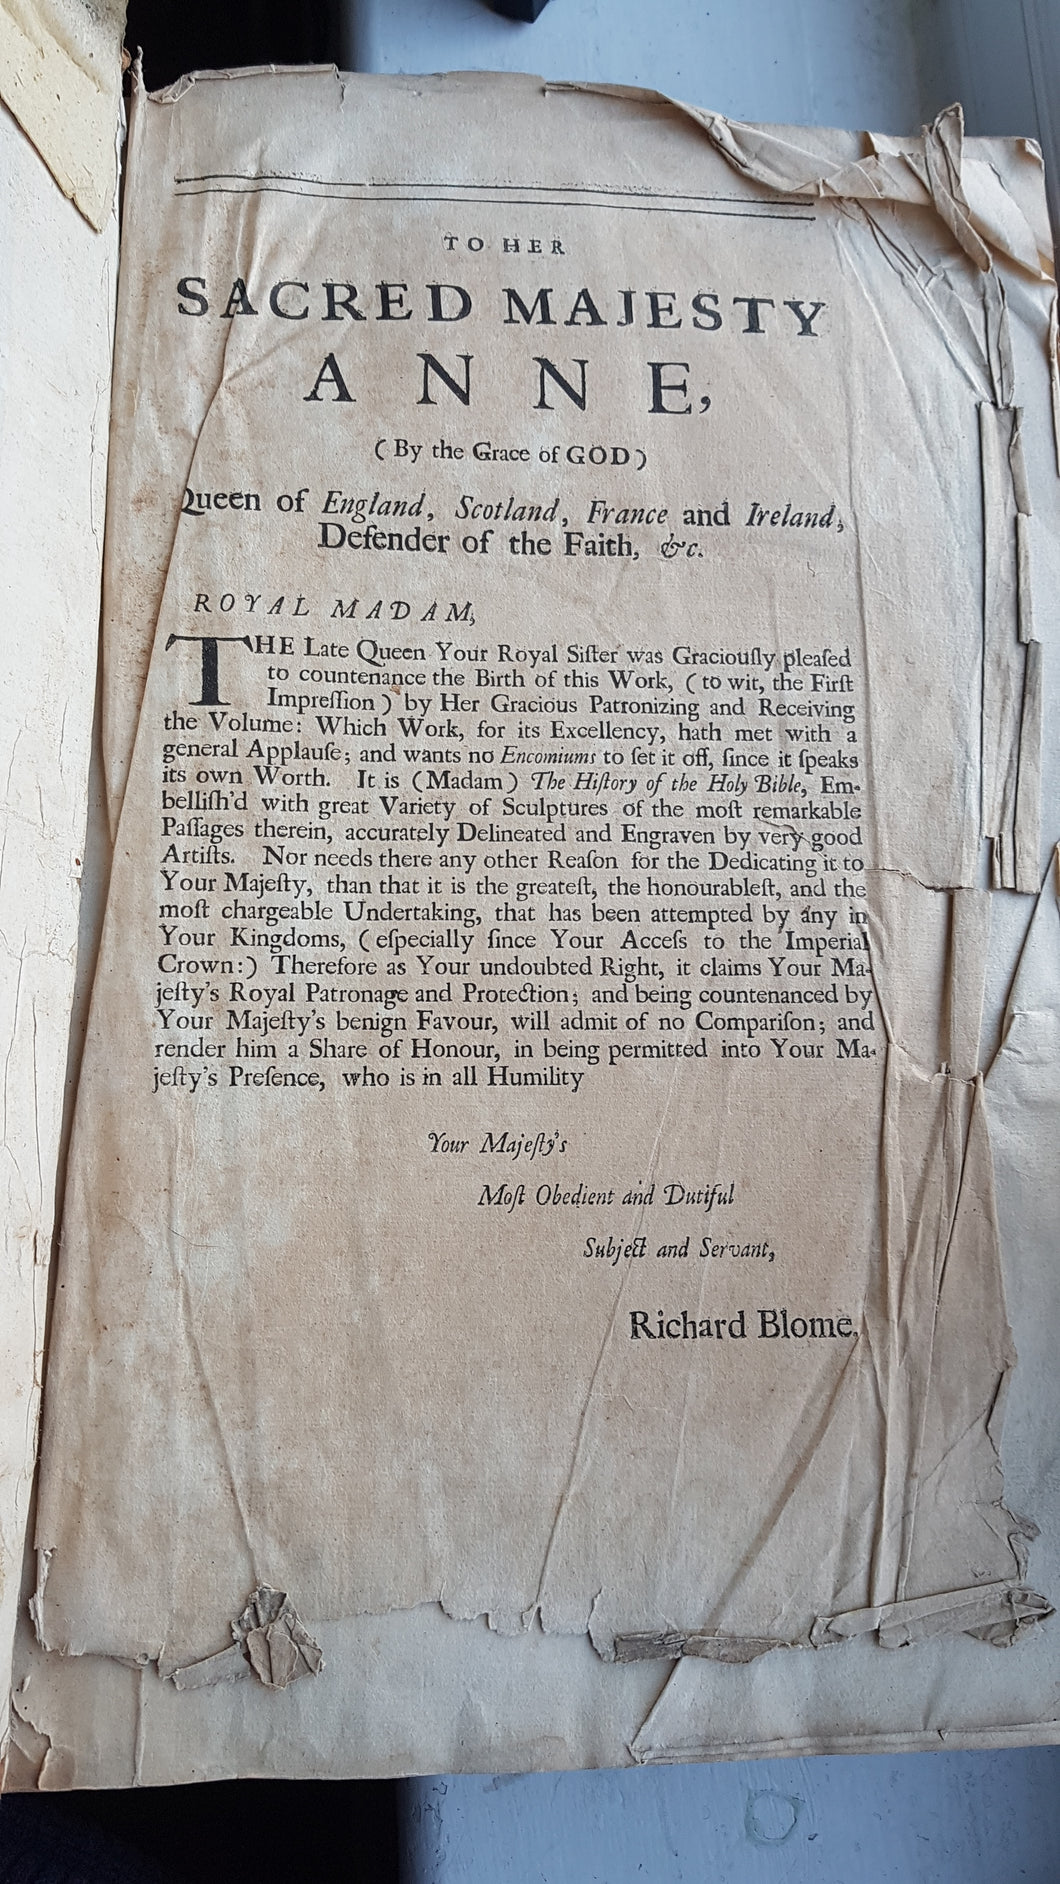 TO HER
SACRED MAJESTY
ANNE,
(By the Grace of GOD)
Queen of England, Scotland, France and Ireland,
Defender of the Faith, &c.
ROYAL MADAM,
THE Late Queen Your Royal Siſter was Graciouſly pleaſed
to countenance the Birth of this Work, (to wit, the Firſt
Impreſſion) by Her Gracious Patronizing and Receiving
the Volume: Which Work, for its Excellency, hath met with a
general Applauſe; and wants no Encomiums to ſet it off, ſince it ſpeaks
its own Worth. It is (Madam) The Hiſtory of the Holy Bible, Em-
belliſh'd with great Variety of Sculptures of the moſt remarkable
Paſſages therein, accurately Delineated and Engraven by very good
Artiſts. Nor needs there any other Reaſon for the Dedicating it to
Your Majeſty, than that it is the greateſt, the honourableſt, and the
moſt chargeable Undertaking, that has been attempted by any in
Your Kingdoms, (eſpecially ſince Your Acceſs to the Imperial
Crown:) Therefore as Your undoubted Right, it claims Your Ma-
jeſty's Royal Patronage and Protection; and being countenanced by
Your Majeſty's benign Favour, will admit of no Compariſon; and
render him a Share of Honour, in being permitted into Your Ma-
jeſty's Preſence, who is in all Humility
Your Majeſty's
Moſt Obedient and Dutiful
Subject and Servant,
Richard Blome.